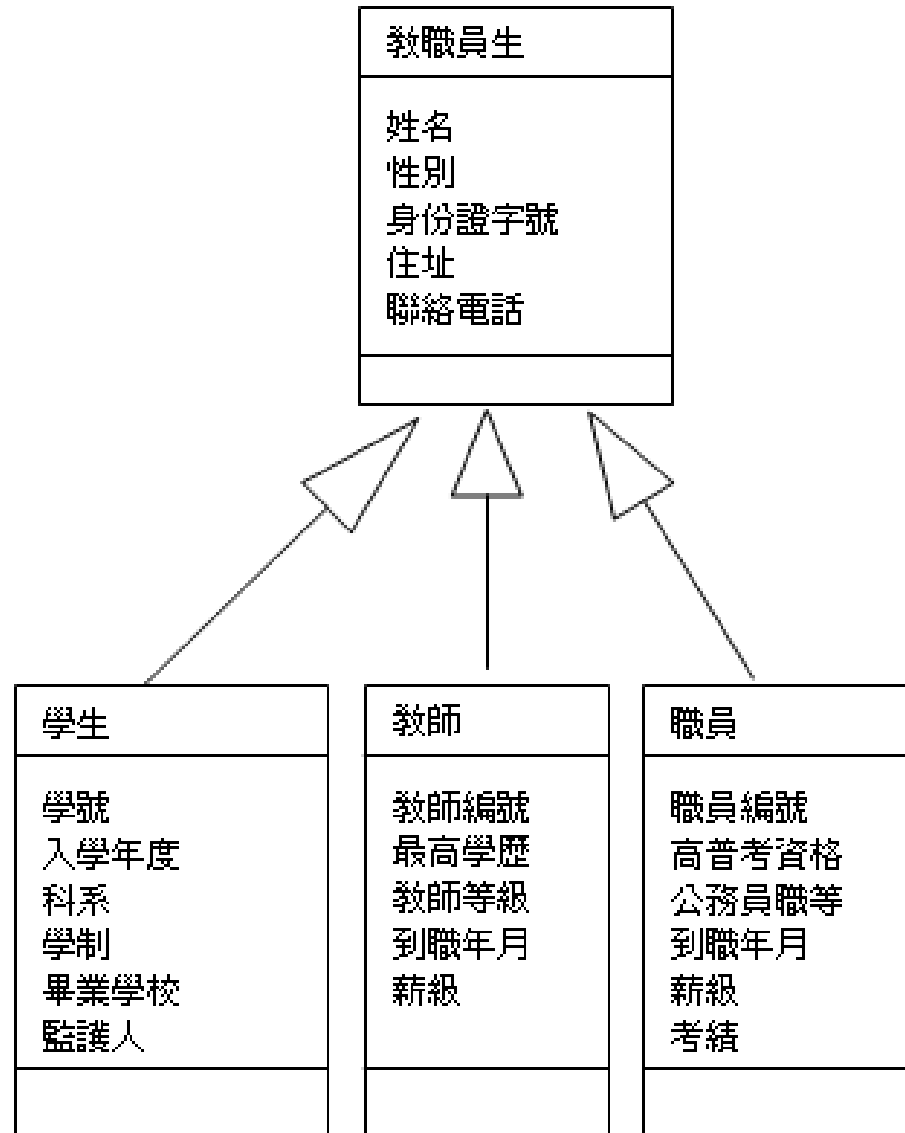 教職員生
姓名
性別
身份證字號
住址
聯絡電話
學生
學號
入學年度
科系
學制
畢業學校
監護人
教師
教師編號
最高學歷
教師等級
到職年月
薪級
職員
職員編號
高普考資格
公務員職等
到職年月
薪級
考績